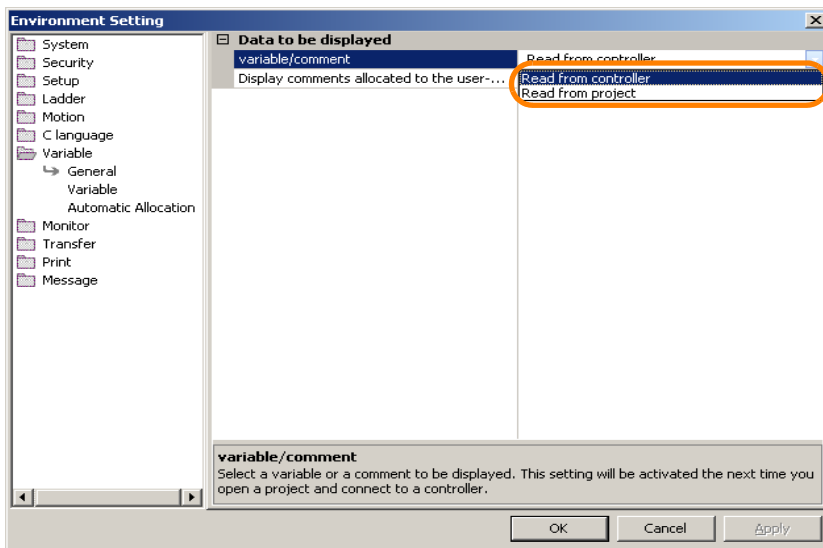 Environment Setting
System
Security
Setup
Ladder
Motion
C language
Variable
General
Variable
Automatic Allocation
Monitor
Transfer
Print
Message
Data to be displayed
variable/comment Read from controller
Display comments allocated to the user-... Read from controller
Read from project
variable/comment
Select a variable or a comment to be displayed. This setting will be activated the next time you
open a project and connect to a controller.
OK Cancel Apply